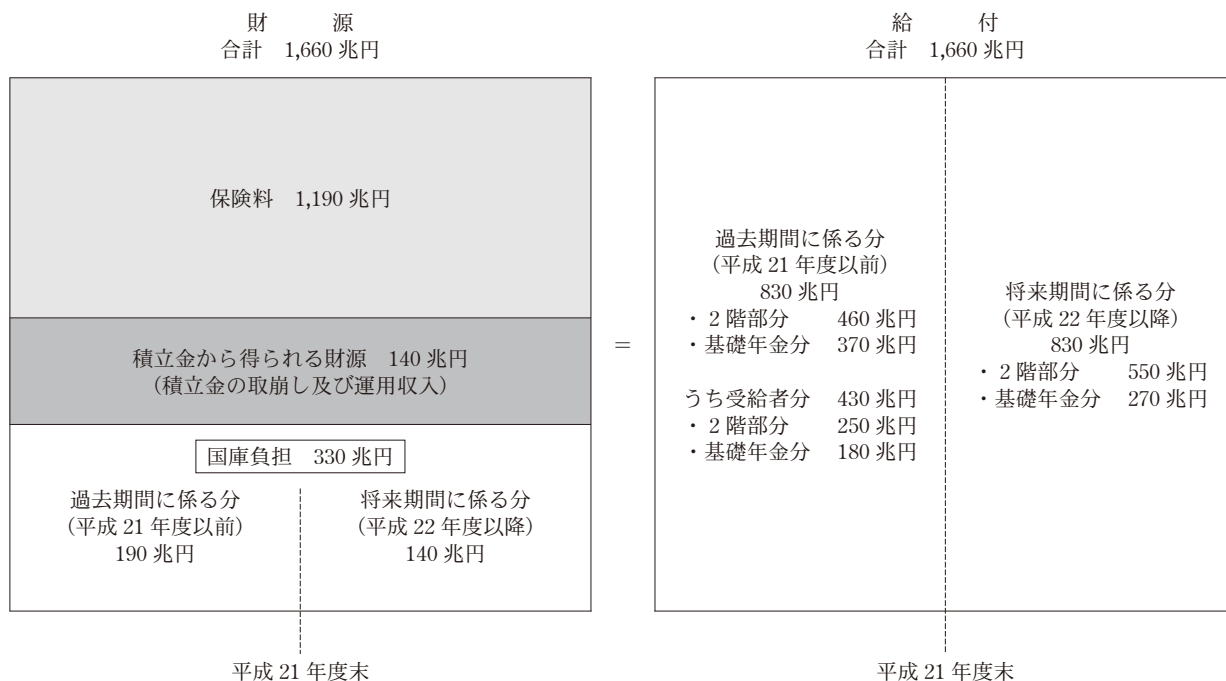 財　　源
合計　1,660 兆円
保険料　1,190 兆円
積立金から得られる財源　140 兆円
（積立金の取崩し及び運用収入）
国庫負担　330 兆円
過去期間に係る分
（平成 21 年度以前）
190 兆円
将来期間に係る分
（平成 22 年度以降）
140 兆円
平成 21 年度末
＝
給　　付
合計　1,660 兆円
過去期間に係る分
（平成 21 年度以前）
830 兆円
・ 2 階部分　460 兆円
・基礎年金分　370 兆円
うち受給者分　430 兆円
・ 2 階部分　250 兆円
・基礎年金分　180 兆円
将来期間に係る分
（平成 22 年度以降）
830 兆円
・ 2 階部分　550 兆円
・基礎年金分　270 兆円
平成 21 年度末